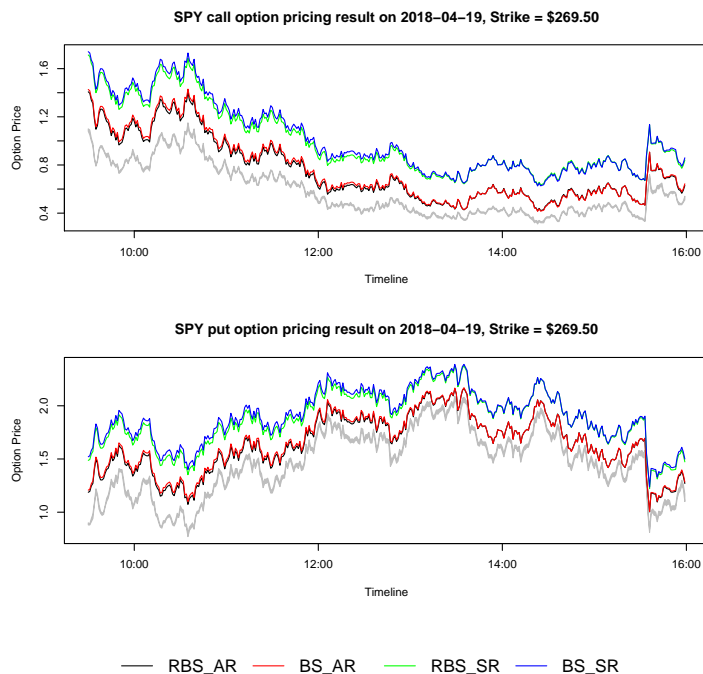 SPY call option pricing result on 2018−04−19, Strike = $269.50
Option Price
1.6
1.2
0.8
0.4
10:00 12:00 14:00 16:00
Timeline
SPY put option pricing result on 2018−04−19, Strike = $269.50
Option Price
2.0
1.5
1.0
10:00 12:00 14:00 16:00
Timeline
RBS_AR BS_AR RBS_SR BS_SR